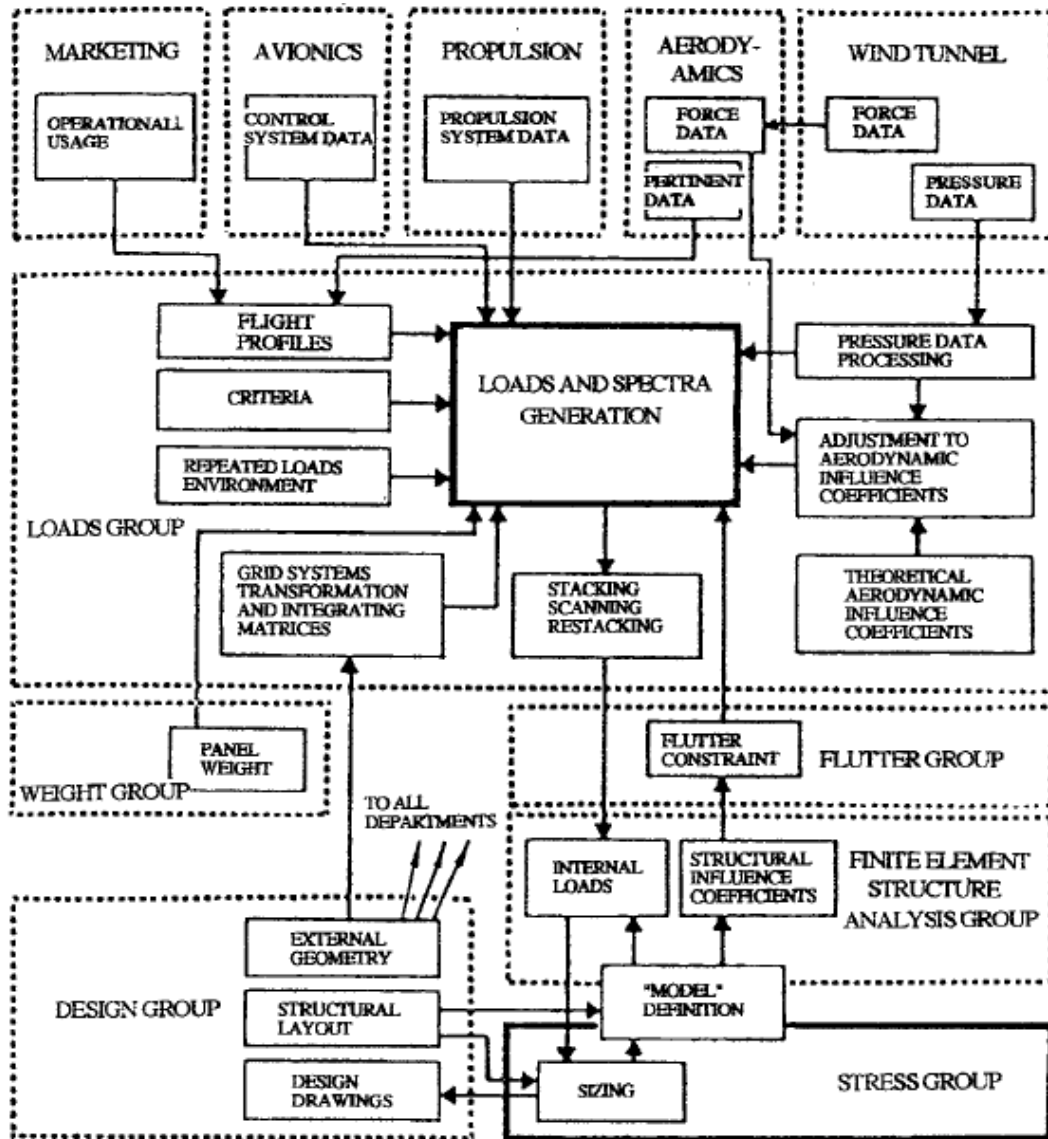 MARKETING
OPERATIONAL
USAGE
AVIONICS
CONTROL
SYSTEM DATA
PROPULSION
PROPULSION
SYSTEM DATA
AERODY-
AMICS
FORCE
DATA
PERTINENT
DATA
WIND TUNNEL
FORCE
DATA
PRESSURE
DATA
FLIGHT
PROFILES
CRITERIA
REPEATED LOADS
ENVIRONMENT
LOADS AND SPECTRA
GENERATION
PRESSURE DATA
PROCESSING
ADJUSTMENT TO
AERODYNAMIC
INFLUENCE
COEFFICIENTS
THEORETICAL
AERODYNAMIC
INFLUENCE
COEFFICIENTS
LOADS GROUP
GRID SYSTEMS
TRANSFORMATION
AND INTEGRATING
MATRICES
STACKING
SCANNING
RESTACKING
PANEL
WEIGHT
WEIGHT GROUP
FLUTTER
CONSTRAINT
FLUTTER GROUP
TO ALL
DEPARTMENTS
INTERNAL
LOADS
STRUCTURAL
INFLUENCE
COEFFICIENTS
FINITE ELEMENT
STRUCTURE
ANALYSIS GROUP
EXTERNAL
GEOMETRY
DESIGN GROUP
STRUCTURAL
LAYOUT
DESIGN
DRAWINGS
"MODEL"
DEFINITION
SIZING
STRESS GROUP